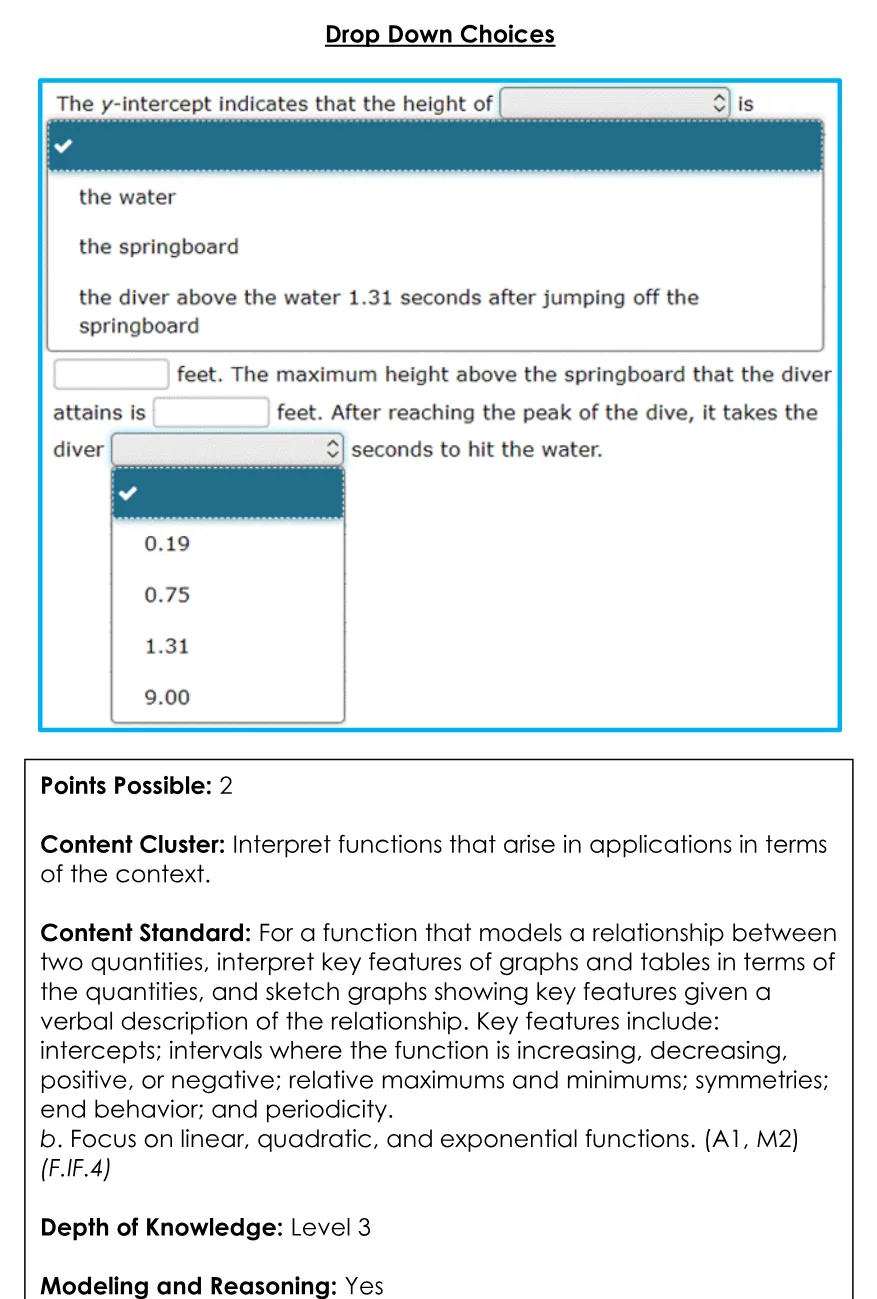 Drop Down Choices
The y-intercept indicates that the height of is
the water
the springboard
the diver above the water 1.31 seconds after jumping off the
springboard
feet. The maximum height above the springboard that the diver
attains is feet. After reaching the peak of the dive, it takes the
diver seconds to hit the water.
0.19
0.75
1.31
9.00
Points Possible: 2
Content Cluster: Interpret functions that arise in applications in terms
of the context.
Content Standard: For a function that models a relationship between
two quantities, interpret key features of graphs and tables in terms of
the quantities, and sketch graphs showing key features given a
verbal description of the relationship. Key features include:
intercepts; intervals where the function is increasing, decreasing,
positive, or negative; relative maximums and minimums; symmetries;
end behavior; and periodicity.
b. Focus on linear, quadratic, and exponential functions. (A1, M2)
(F.IF.4)
Depth of Knowledge: Level 3
Modeling and Reasoning: Yes